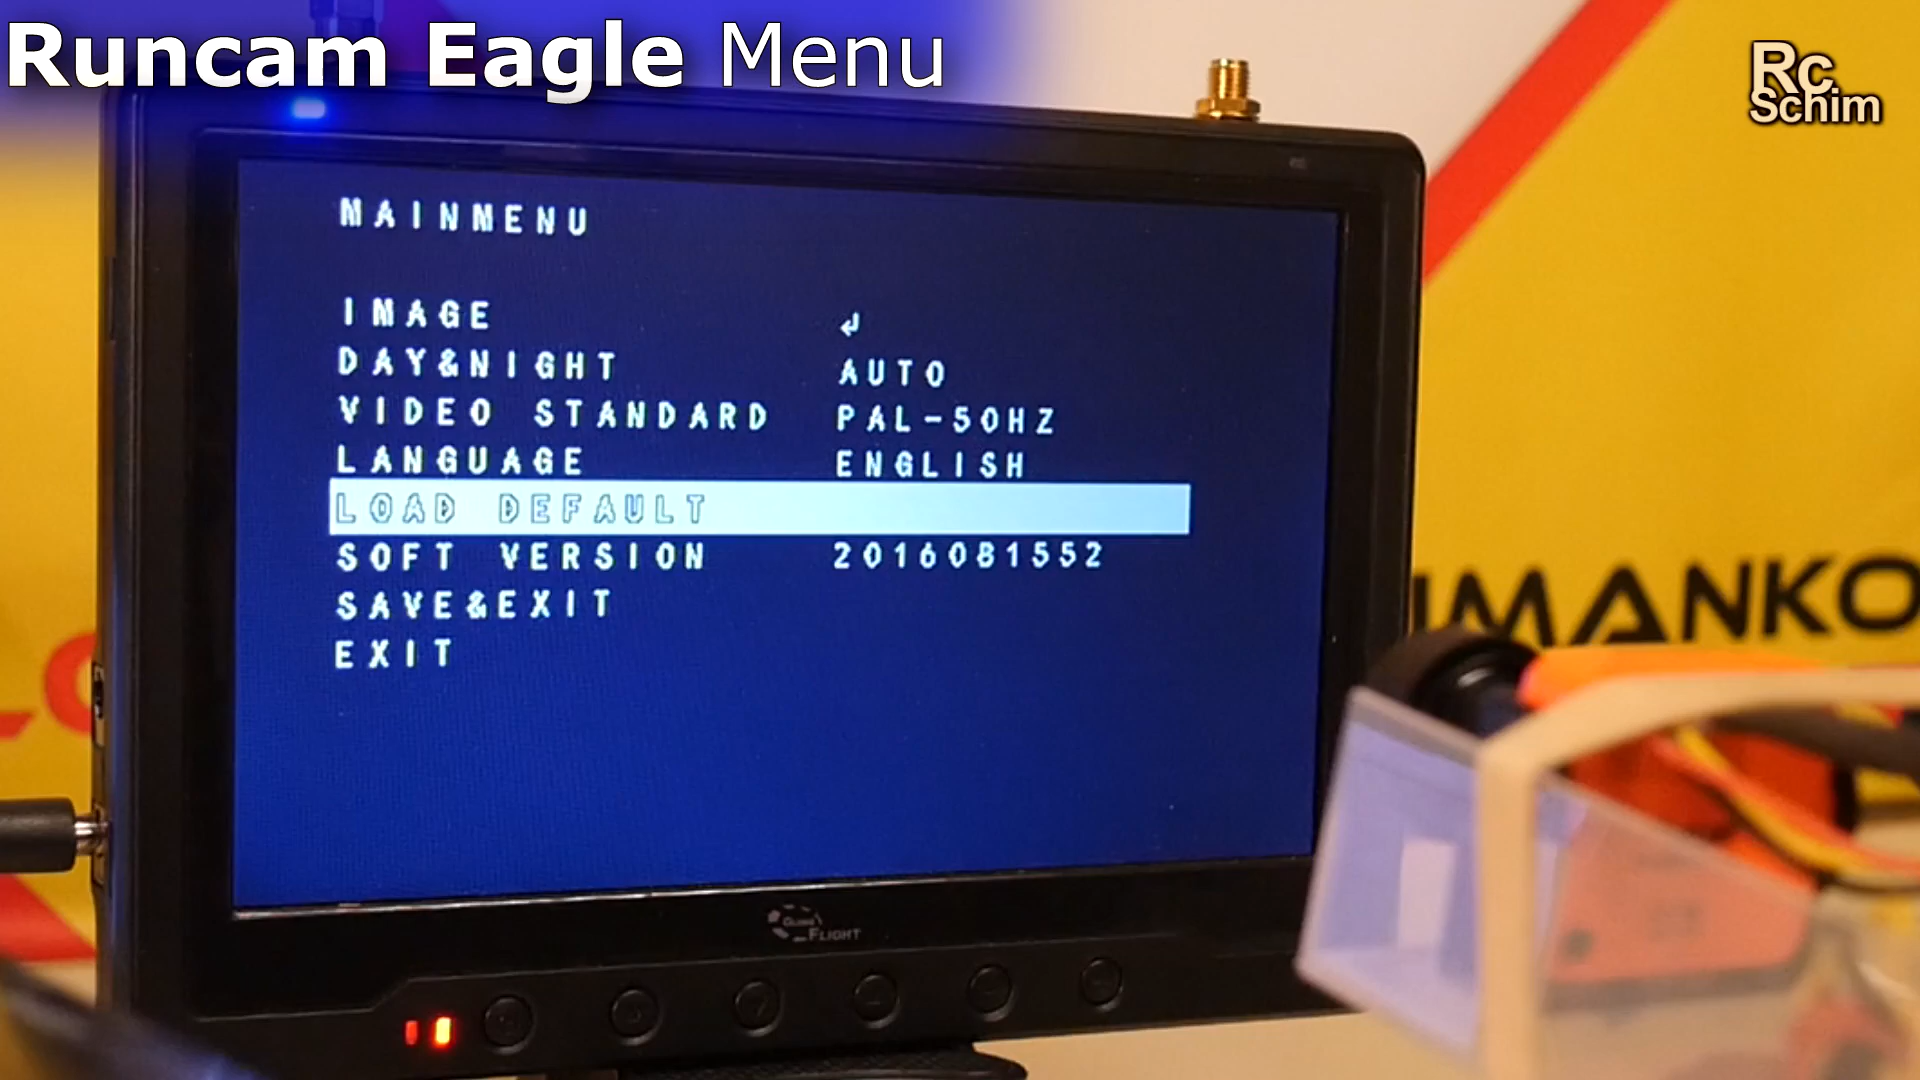 Runcam Eagle Menu
Rc
Schim
MAINMENU
IMAGE ↲
DAY&NIGHT AUTO
VIDEO STANDARD PAL-50HZ
LANGUAGE ENGLISH
LOAD DEFAULT
SOFT VERSION 2016081552
SAVE&EXIT
EXIT
IMANKO
FLIGHT